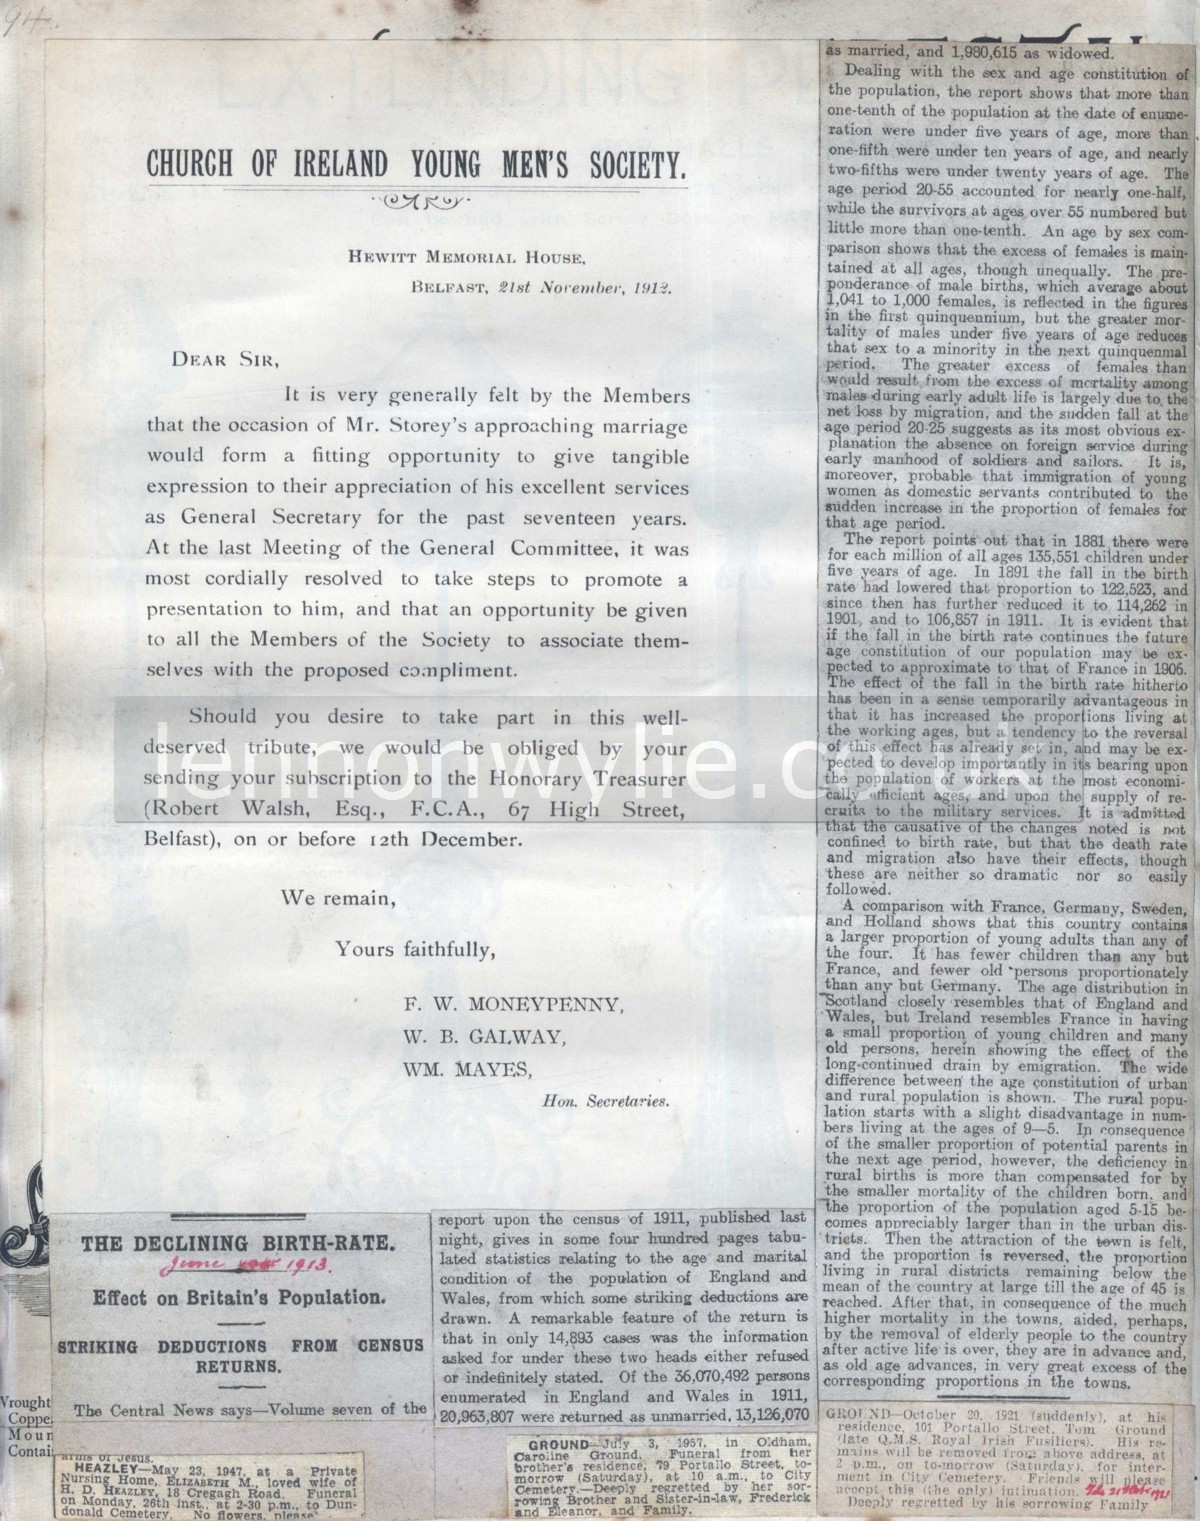 94.
CHURCH OF IRELAND YOUNG MEN'S SOCIETY.
HEWITT MEMORIAL HOUSE,
BELFAST, 21st November, 1912.
DEAR SIR,
It is very generally felt by the Members
that the occasion of Mr. Storey's approaching marriage
would form a fitting opportunity to give tangible
expression to their appreciation of his excellent services
as General Secretary for the past seventeen years.
At the last Meeting of the General Committee, it was
most cordially resolved to take steps to promote a
presentation to him, and that an opportunity be given
to all the Members of the Society to associate them-
selves with the proposed compliment.
Should you desire to take part in this well-
deserved tribute, we would be obliged by your
sending your subscription to the Honorary Treasurer
(Robert Walsh, Esq., F.C.A., 67 High Street,
Belfast), on or before 12th December.
We remain,
Yours faithfully,
F. W. MONEYPENNY,
W. B. GALWAY,
WM. MAYES,
Hon. Secretaries.
lennonwylie.co.uk
THE DECLINING BIRTH-RATE.
June 1913.
Effect on Britain's Population.
STRIKING DEDUCTIONS FROM CENSUS
RETURNS.
The Central News says—Volume seven of the
report upon the census of 1911, published last
night, gives in some four hundred pages tabu-
lated statistics relating to the age and marital
condition of the population of England and
Wales, from which some striking deductions are
drawn. A remarkable feature of the return is
that in only 14,893 cases was the information
asked for under these two heads either refused
or indefinitely stated. Of the 36,070,492 persons
enumerated in England and Wales in 1911,
20,963,807 were returned as unmarried, 13,126,070
as married, and 1,980,615 as widowed.
Dealing with the sex and age constitution of
the population, the report shows that more than
one-tenth of the population at the date of enume-
ration were under five years of age, more than
one-fifth were under ten years of age, and nearly
two-fifths were under twenty years of age. The
age period 20-55 accounted for nearly one-half,
while the survivors at ages over 55 numbered but
little more than one-tenth. An age by sex com-
parison shows that the excess of females is main-
tained at all ages, though unequally. The pre-
ponderance of male births, which average about
1,041 to 1,000 females, is reflected in the figures
in the first quinquennium, but the greater mor-
tality of males under five years of age reduces
that sex to a minority in the next quinquennial
period. The greater excess of females than
would result from the excess of mortality among
males during early adult life is largely due to the
net loss by migration, and the sudden fall at the
age period 20-25 suggests as its most obvious ex-
planation the absence on foreign service during
early manhood of soldiers and sailors. It is,
moreover, probable that immigration of young
women as domestic servants contributed to the
sudden increase in the proportion of females for
that age period.
The report points out that in 1881 there were
for each million of all ages 135,551 children under
five years of age. In 1891 the fall in the birth
rate had lowered that proportion to 122,523, and
since then has further reduced it to 114,262 in
1901, and to 106,857 in 1911. It is evident that
if the fall in the birth rate continues the future
age constitution of our population may be ex-
pected to approximate to that of France in 1906.
The effect of the fall in the birth rate hitherto
has been in a sense temporarily advantageous in
that it has increased the proportions living at
the working ages, but a tendency to the reversal
of this effect has already set in, and may be ex-
pected to develop importantly in its bearing upon
the population of workers at the most economi-
cally efficient ages, and upon the supply of re-
cruits to the military services. It is admitted
that the causative of the changes noted is not
confined to birth rate, but that the death rate
and migration also have their effects, though
these are neither so dramatic nor so easily
followed.
A comparison with France, Germany, Sweden,
and Holland shows that this country contains
a larger proportion of young adults than any of
the four. It has fewer children than any but
France, and fewer old persons proportionately
than any but Germany. The age distribution in
Scotland closely resembles that of England and
Wales, but Ireland resembles France in having
a small proportion of young children and many
old persons, herein showing the effect of the
long-continued drain by emigration. The wide
difference between the age constitution of urban
and rural population is shown. The rural popu-
lation starts with a slight disadvantage in num-
bers living at the ages of 9—5. In consequence
of the smaller proportion of potential parents in
the next age period, however, the deficiency in
rural births is more than compensated for by
the smaller mortality of the children born, and
the proportion of the population aged 5-15 be-
comes appreciably larger than in the urban dis-
tricts. Then the attraction of the town is felt,
and the proportion is reversed, the proportion
living in rural districts remaining below the
mean of the country at large till the age of 45 is
reached. After that, in consequence of the much
higher mortality in the towns, aided, perhaps,
by the removal of elderly people to the country
after active life is over, they are in advance and,
as old age advances, in very great excess of the
corresponding proportions in the towns.
Wrought
Coppe
Moun
Contai
arms of Jesus.
HEAZLEY—May 23, 1947, at a Private
Nursing Home, ELIZABETH M., loved wife of
H. D. HEAZLEY, 18 Cregagh Road. Funeral
on Monday, 26th inst., at 2-30 p.m., to Dun-
donald Cemetery. No flowers, please
GROUND—July 3, 1957, in Oldham,
Caroline Ground. Funeral from her
brother's residence, 79 Portallo Street, to-
morrow (Saturday), at 10 a.m., to City
Cemetery.—Deeply regretted by her sor-
rowing Brother and Sister-in-law, Frederick
and Eleanor, and Family.
GROUND—October 20, 1921 (suddenly), at his
residence, 101 Portallo Street, Tom Ground
(late Q.M.S. Royal Irish Fusiliers). His re-
mains will be removed from above address, at
2 p.m., on to-morrow (Saturday), for inter-
ment in City Cemetery. Friends will please
accept this (the only) intimation.
Deeply regretted by his sorrowing Family